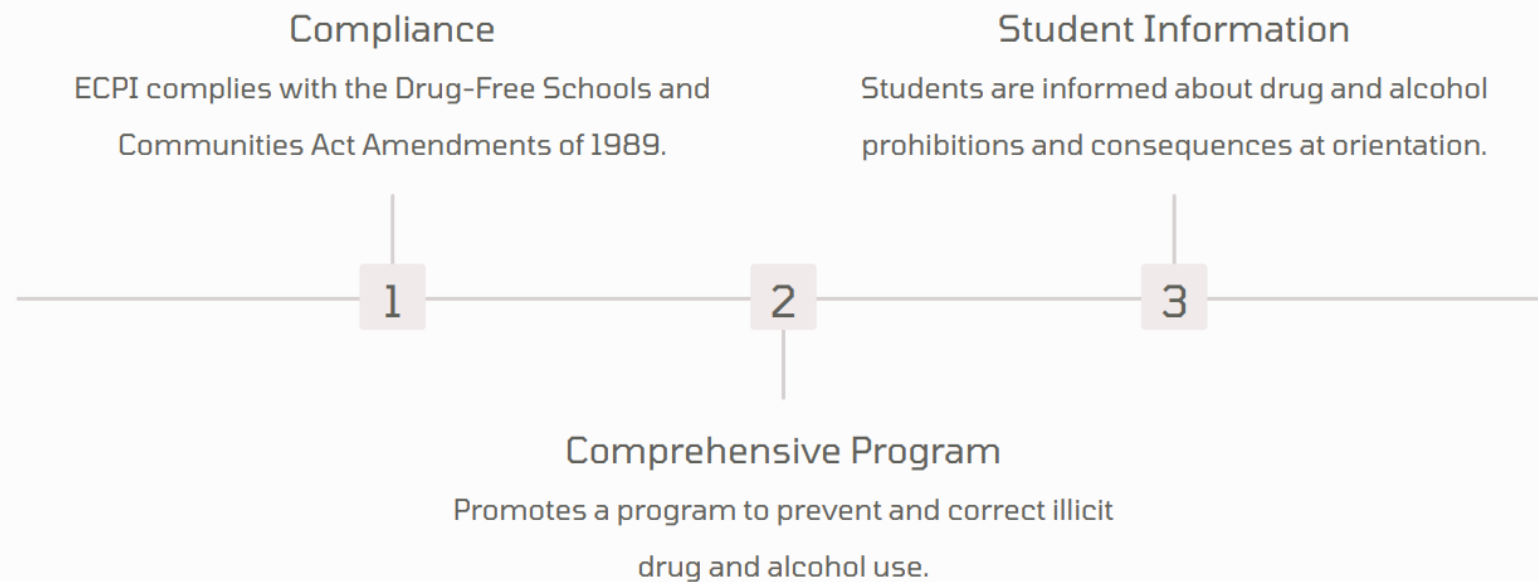 Compliance
ECPI complies with the Drug-Free Schools and
Communities Act Amendments of 1989.
1
2
Comprehensive Program
Promotes a program to prevent and correct illicit
drug and alcohol use.
Student Information
Students are informed about drug and alcohol
prohibitions and consequences at orientation.
3